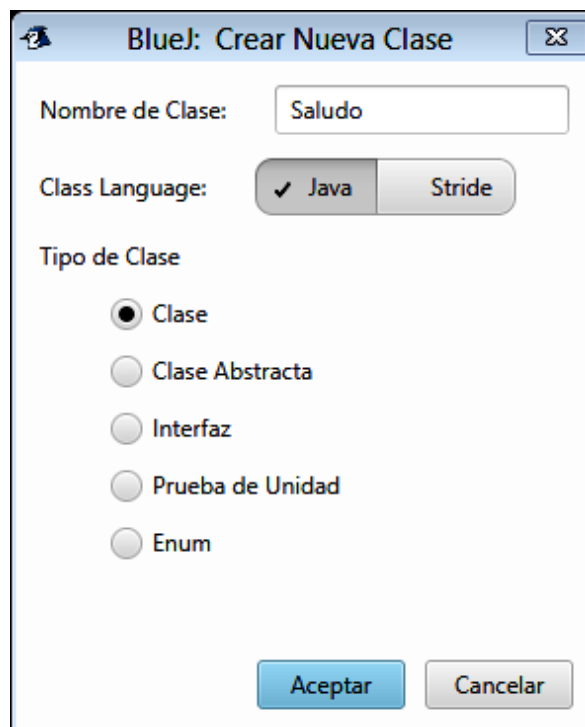 BlueJ: Crear Nueva Clase
Nombre de Clase: Saludo
Class Language: Java Stride
Tipo de Clase
Clase
Clase Abstracta
Interfaz
Prueba de Unidad
Enum
Aceptar Cancelar